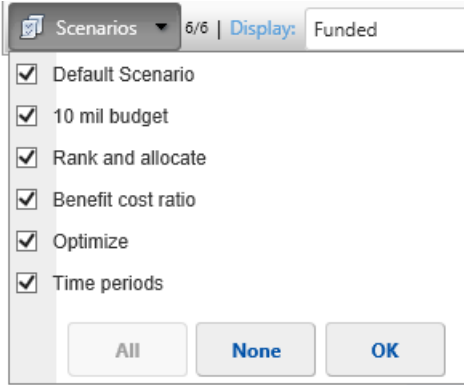 Scenarios 6/6 | Display: Funded
Default Scenario
10 mil budget
Rank and allocate
Benefit cost ratio
Optimize
Time periods
All None OK